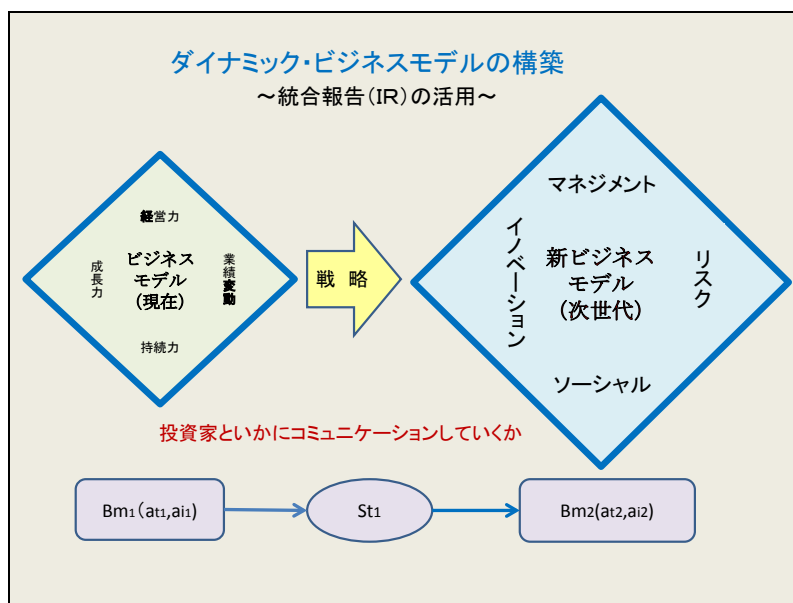 ダイナミック・ビジネスモデルの構築
～統合報告(IR)の活用～
経営力
成長力
ビジネス
モデル
(現在)
業績変動
持続力
戦 略
マネジメント
イノベーション
新ビジネス
モデル
(次世代)
リスク
ソーシャル
投資家といかにコミュニケーションしていくか
Bm1(at1,ai1)
St1
Bm2(at2,ai2)